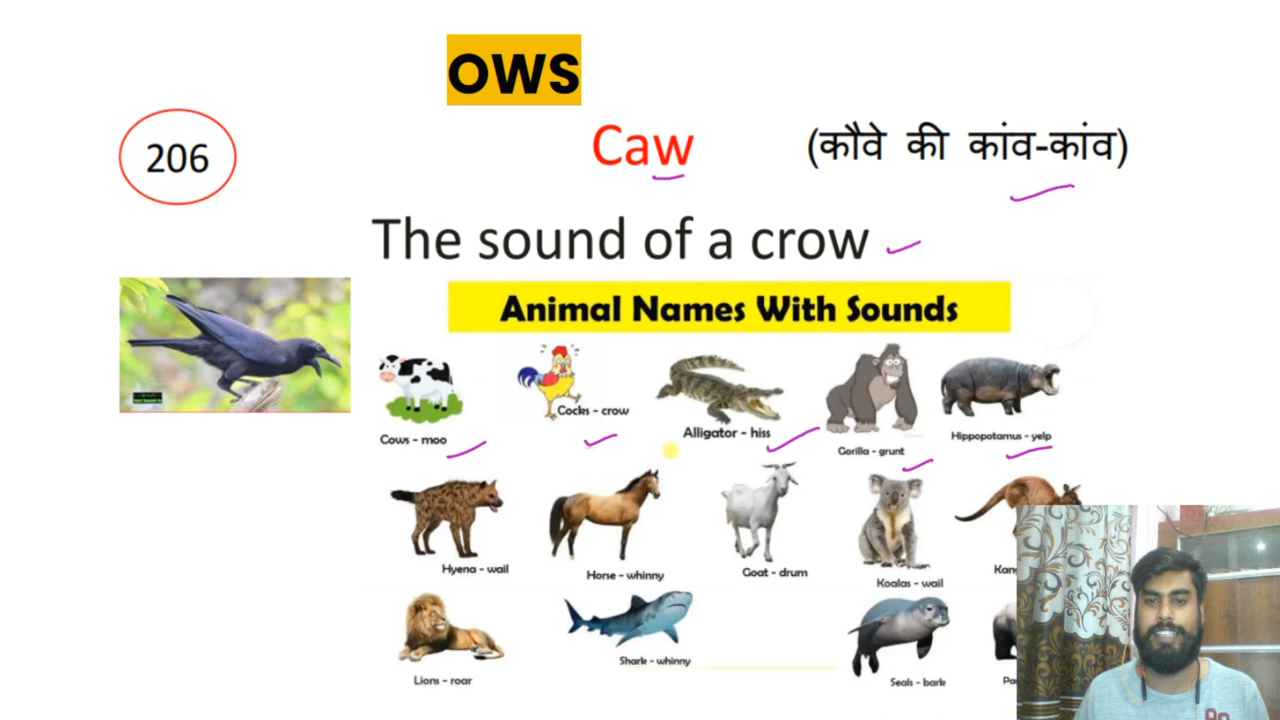 OWS
206
Caw
(कौवे की कांव-कांव)
The sound of a crow
Animal Names With Sounds
Cows - moo
Cocks - crow
Alligator - hiss
Gorilla - grunt
Hippopotamus - yelp
Hyena - wail
Horse - whinny
Goat - drum
Koalas - wail
Lions - roar
Shark - whinny
Seals - bark